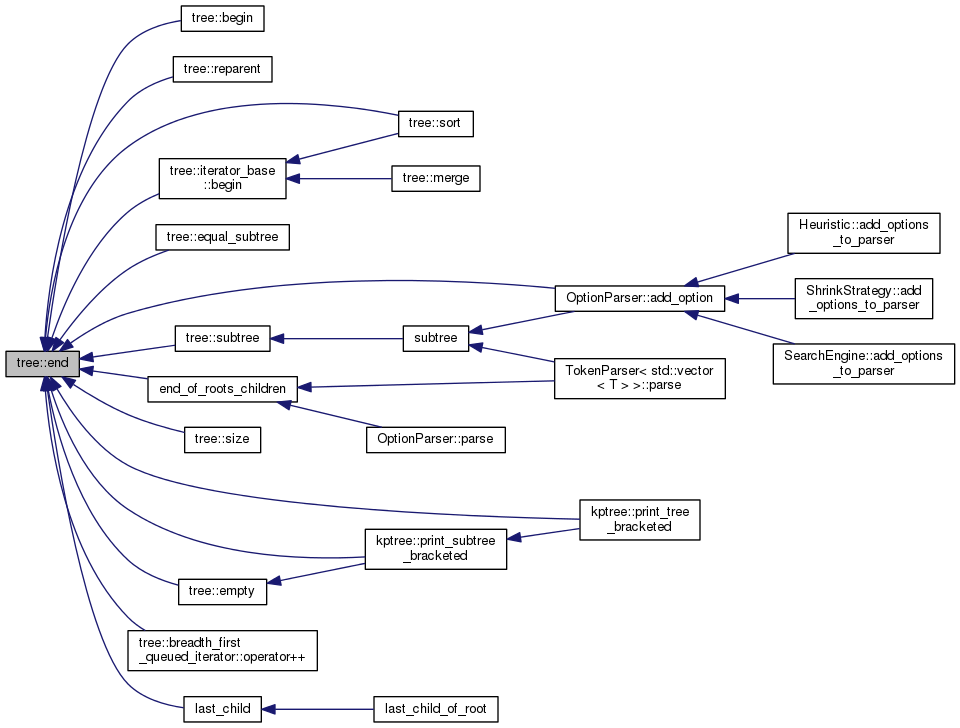 tree::begin
tree::reparent
tree::sort
tree::iterator_base
::begin
tree::merge
tree::equal_subtree
Heuristic::add_options
_to_parser
OptionParser::add_option
ShrinkStrategy::add
_options_to_parser
SearchEngine::add_options
_to_parser
tree::subtree
subtree
tree::end
TokenParser< std::vector
< T > >::parse
end_of_roots_children
tree::size
OptionParser::parse
kptree::print_tree
_bracketed
kptree::print_subtree
_bracketed
tree::empty
tree::breadth_first
_queued_iterator::operator++
last_child
last_child_of_root